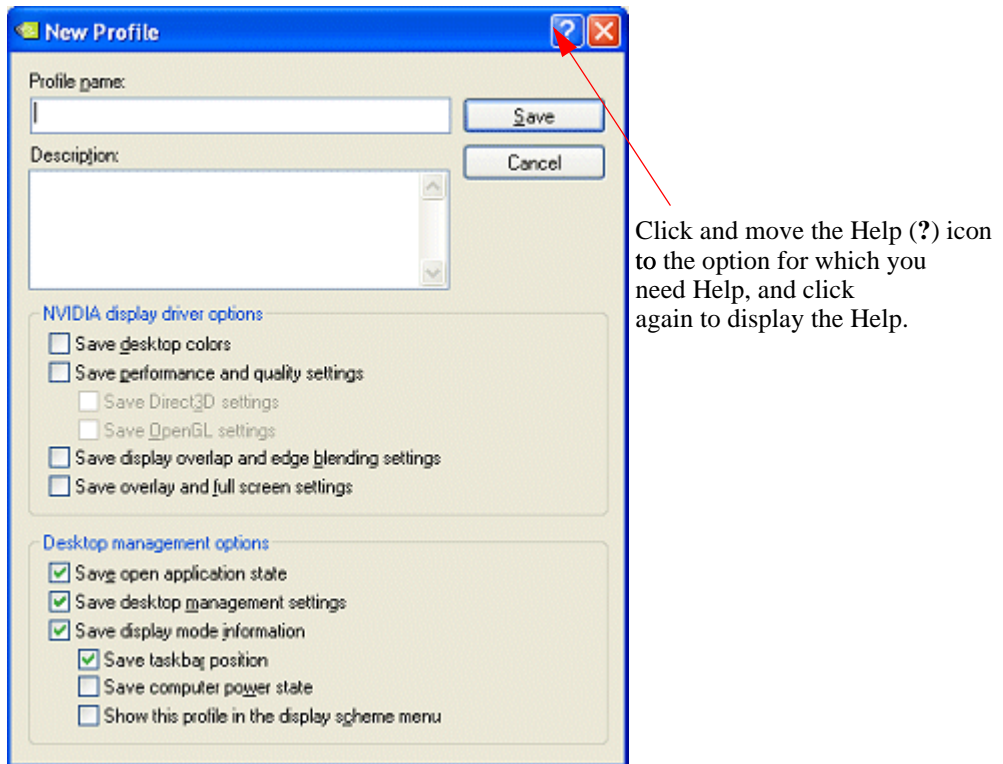 New Profile
?
Profile name:
Save
Description:
Cancel
Click and move the Help (?) icon
to the option for which you
need Help, and click
again to display the Help.
NVIDIA display driver options
Save desktop colors
Save performance and quality settings
Save Direct3D settings
Save OpenGL settings
Save display overlap and edge blending settings
Save overlay and full screen settings
Desktop management options
Save open application state
Save desktop management settings
Save display mode information
Save taskbar position
Save computer power state
Show this profile in the display scheme menu